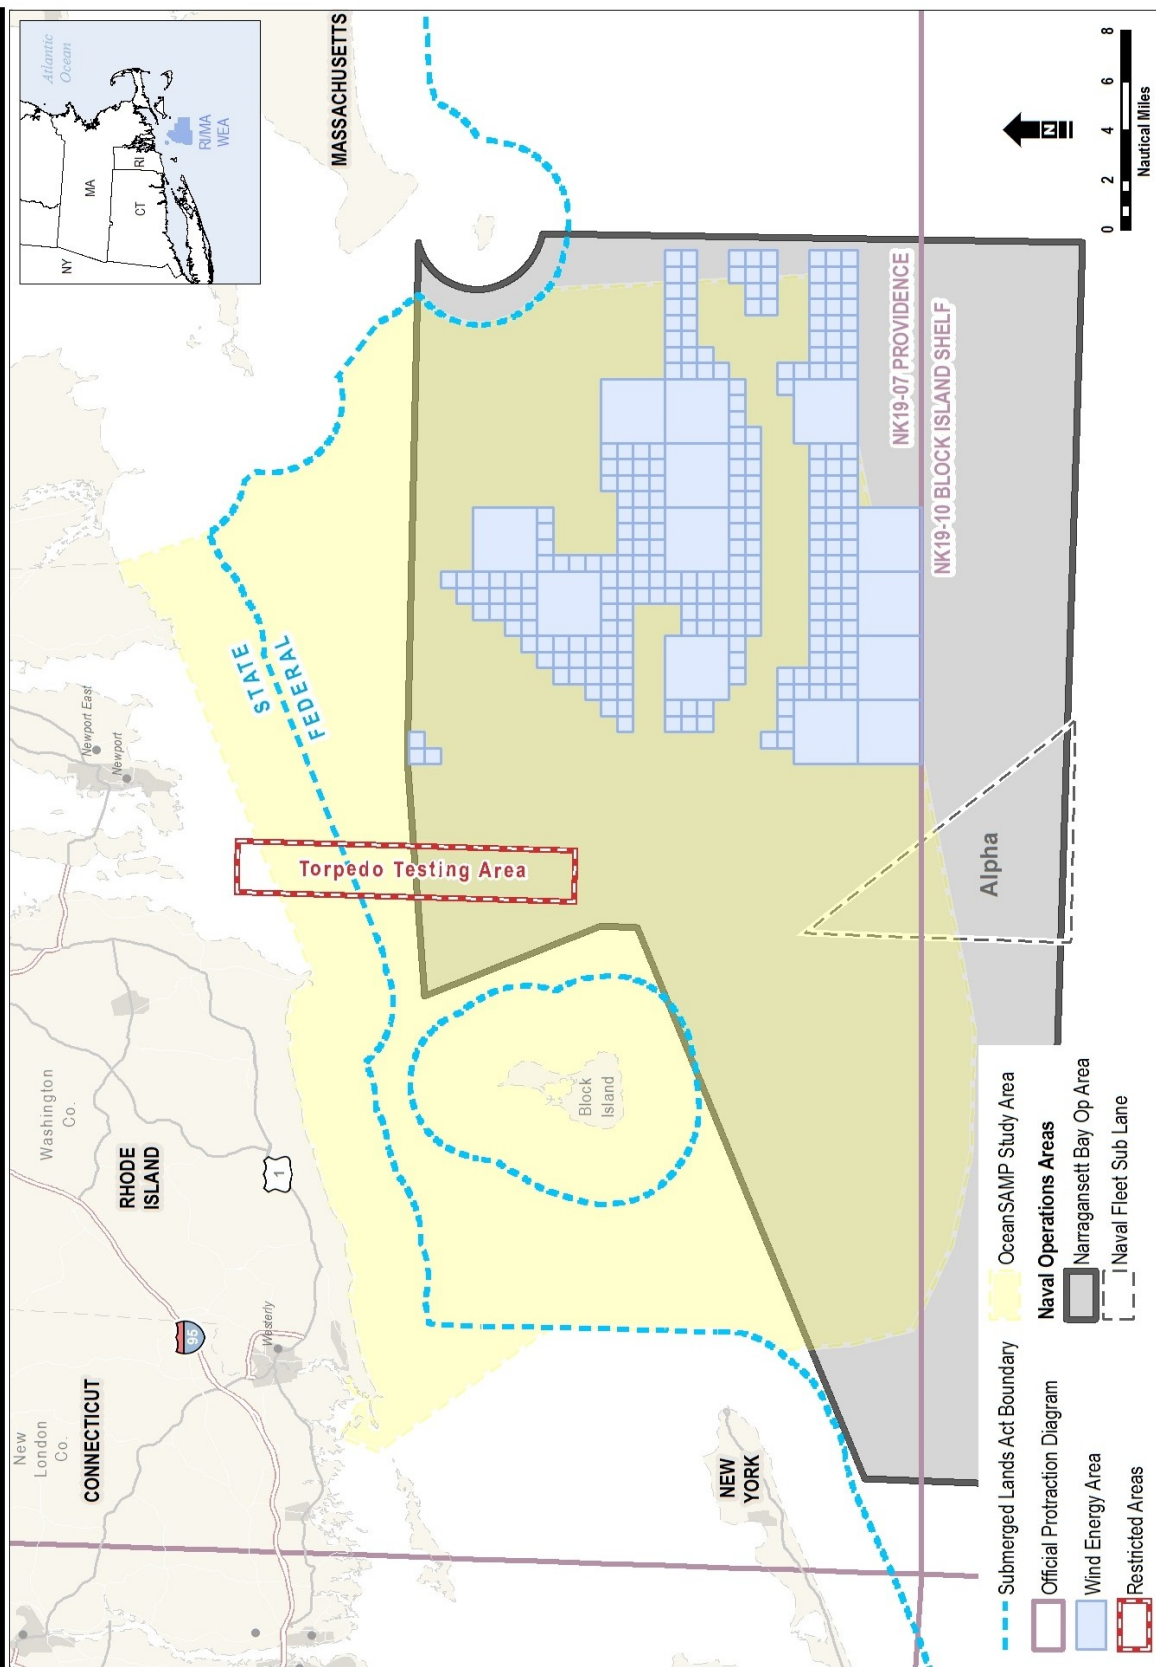 New
London
Co.
CONNECTICUT
95
Westerly
Washington
Co.
RHODE
ISLAND
1
Newport East
Newport
STATE
FEDERAL
Torpedo Testing Area
Block
Island
NEW
YORK
MASSACHUSETTS
Alpha
NK19-07 PROVIDENCE
NK19-10 BLOCK ISLAND SHELF
Atlantic
Ocean
NY
MA
CT
RI
RI/MA
WEA
Submerged Lands Act Boundary
Official Protraction Diagram
Wind Energy Area
Restricted Areas
OceanSAMP Study Area
Naval Operations Areas
Narragansett Bay Op Area
Naval Fleet Sub Lane
N
0 2 4 6 8
Nautical Miles